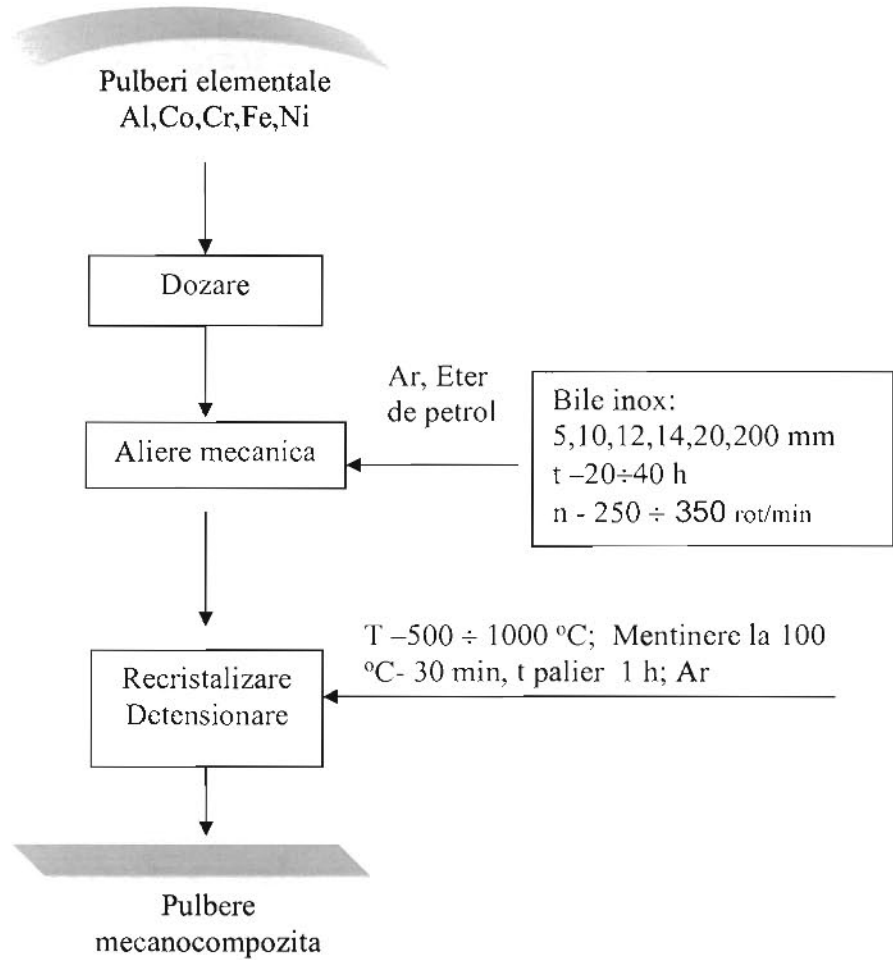 Pulberi elementale
Al,Co,Cr,Fe,Ni
Dozare
Ar, Eter
de petrol
Bile inox:
5,10,12,14,20,200 mm
t –20÷40 h
n - 250 ÷ 350 rot/min
Aliere mecanica
T –500 ÷ 1000 ºC; Mentinere la 100
ºC- 30 min, t palier 1 h; Ar
Recristalizare
Detensionare
Pulbere
mecanocompozita